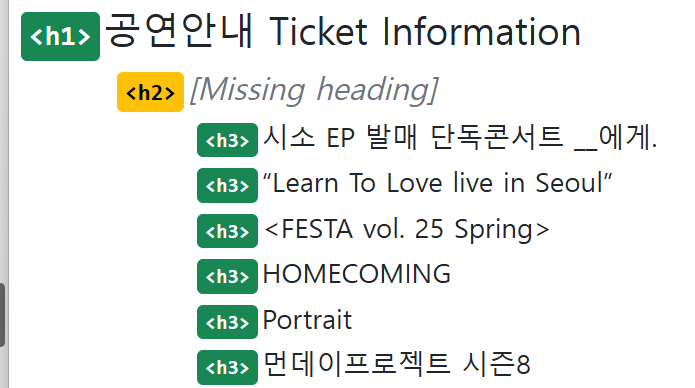 <h1> 공연안내 Ticket Information
<h2> [Missing heading]
<h3> 시소 EP 발매 단독콘서트 __에게.
<h3> “Learn To Love live in Seoul”
<h3> <FESTA vol. 25 Spring>
<h3> HOMECOMING
<h3> Portrait
<h3> 먼데이프로젝트 시즌8